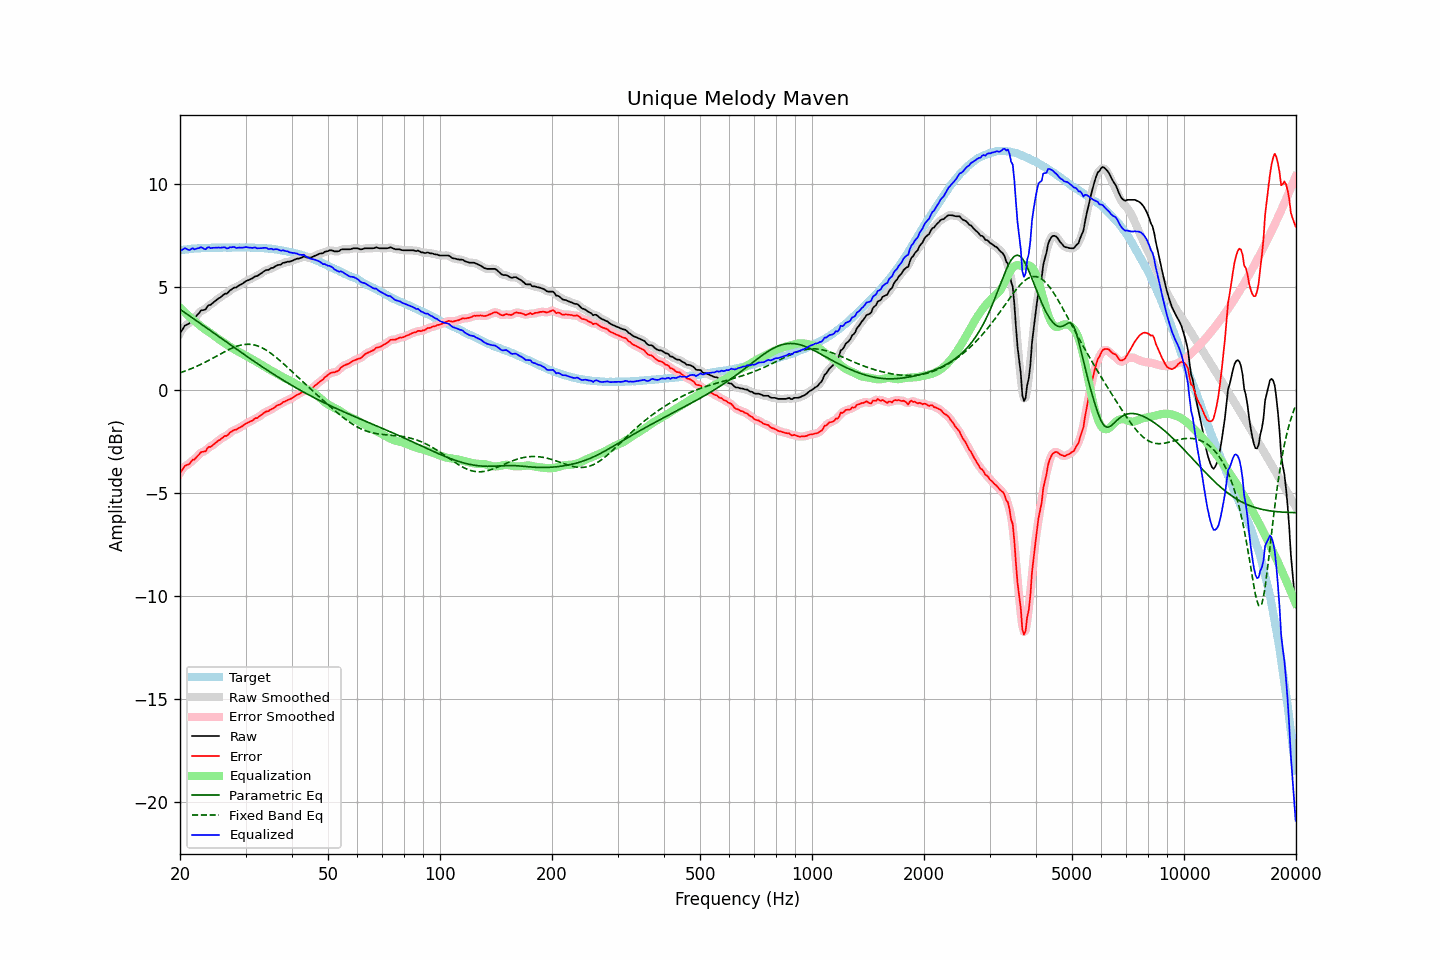 Unique Melody Maven
10
5
0
−5
−10
−15
−20
Amplitude (dBr)
Target
Raw Smoothed
Error Smoothed
Raw
Error
Equalization
Parametric Eq
Fixed Band Eq
Equalized
20 50 100 200 500 1000 2000 5000 10000 20000
Frequency (Hz)